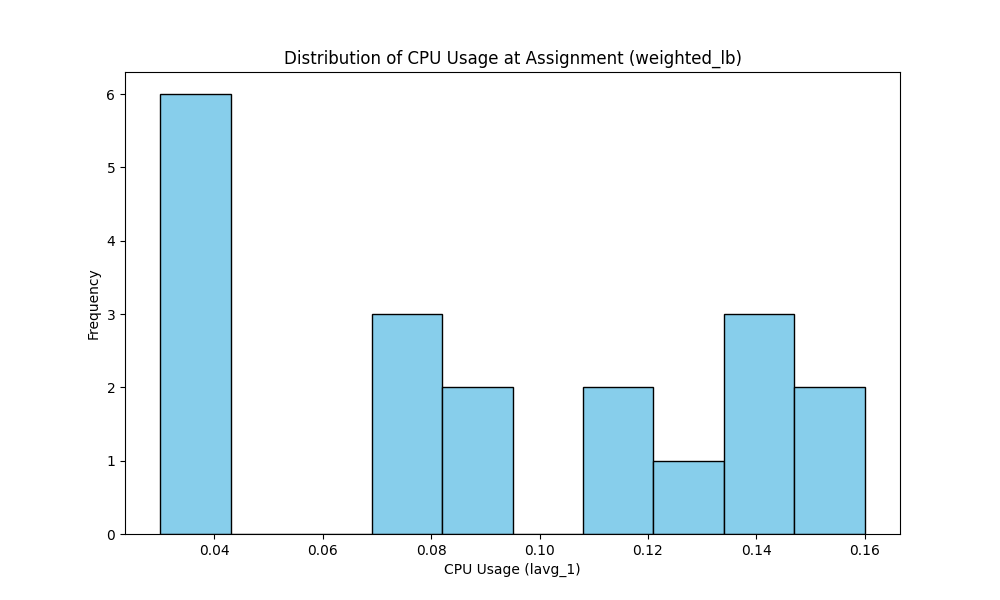 Distribution of CPU Usage at Assignment (weighted_lb)
6
5
4
3
2
1
0
Frequency
0.04 0.06 0.08 0.10 0.12 0.14 0.16
CPU Usage (lavg_1)